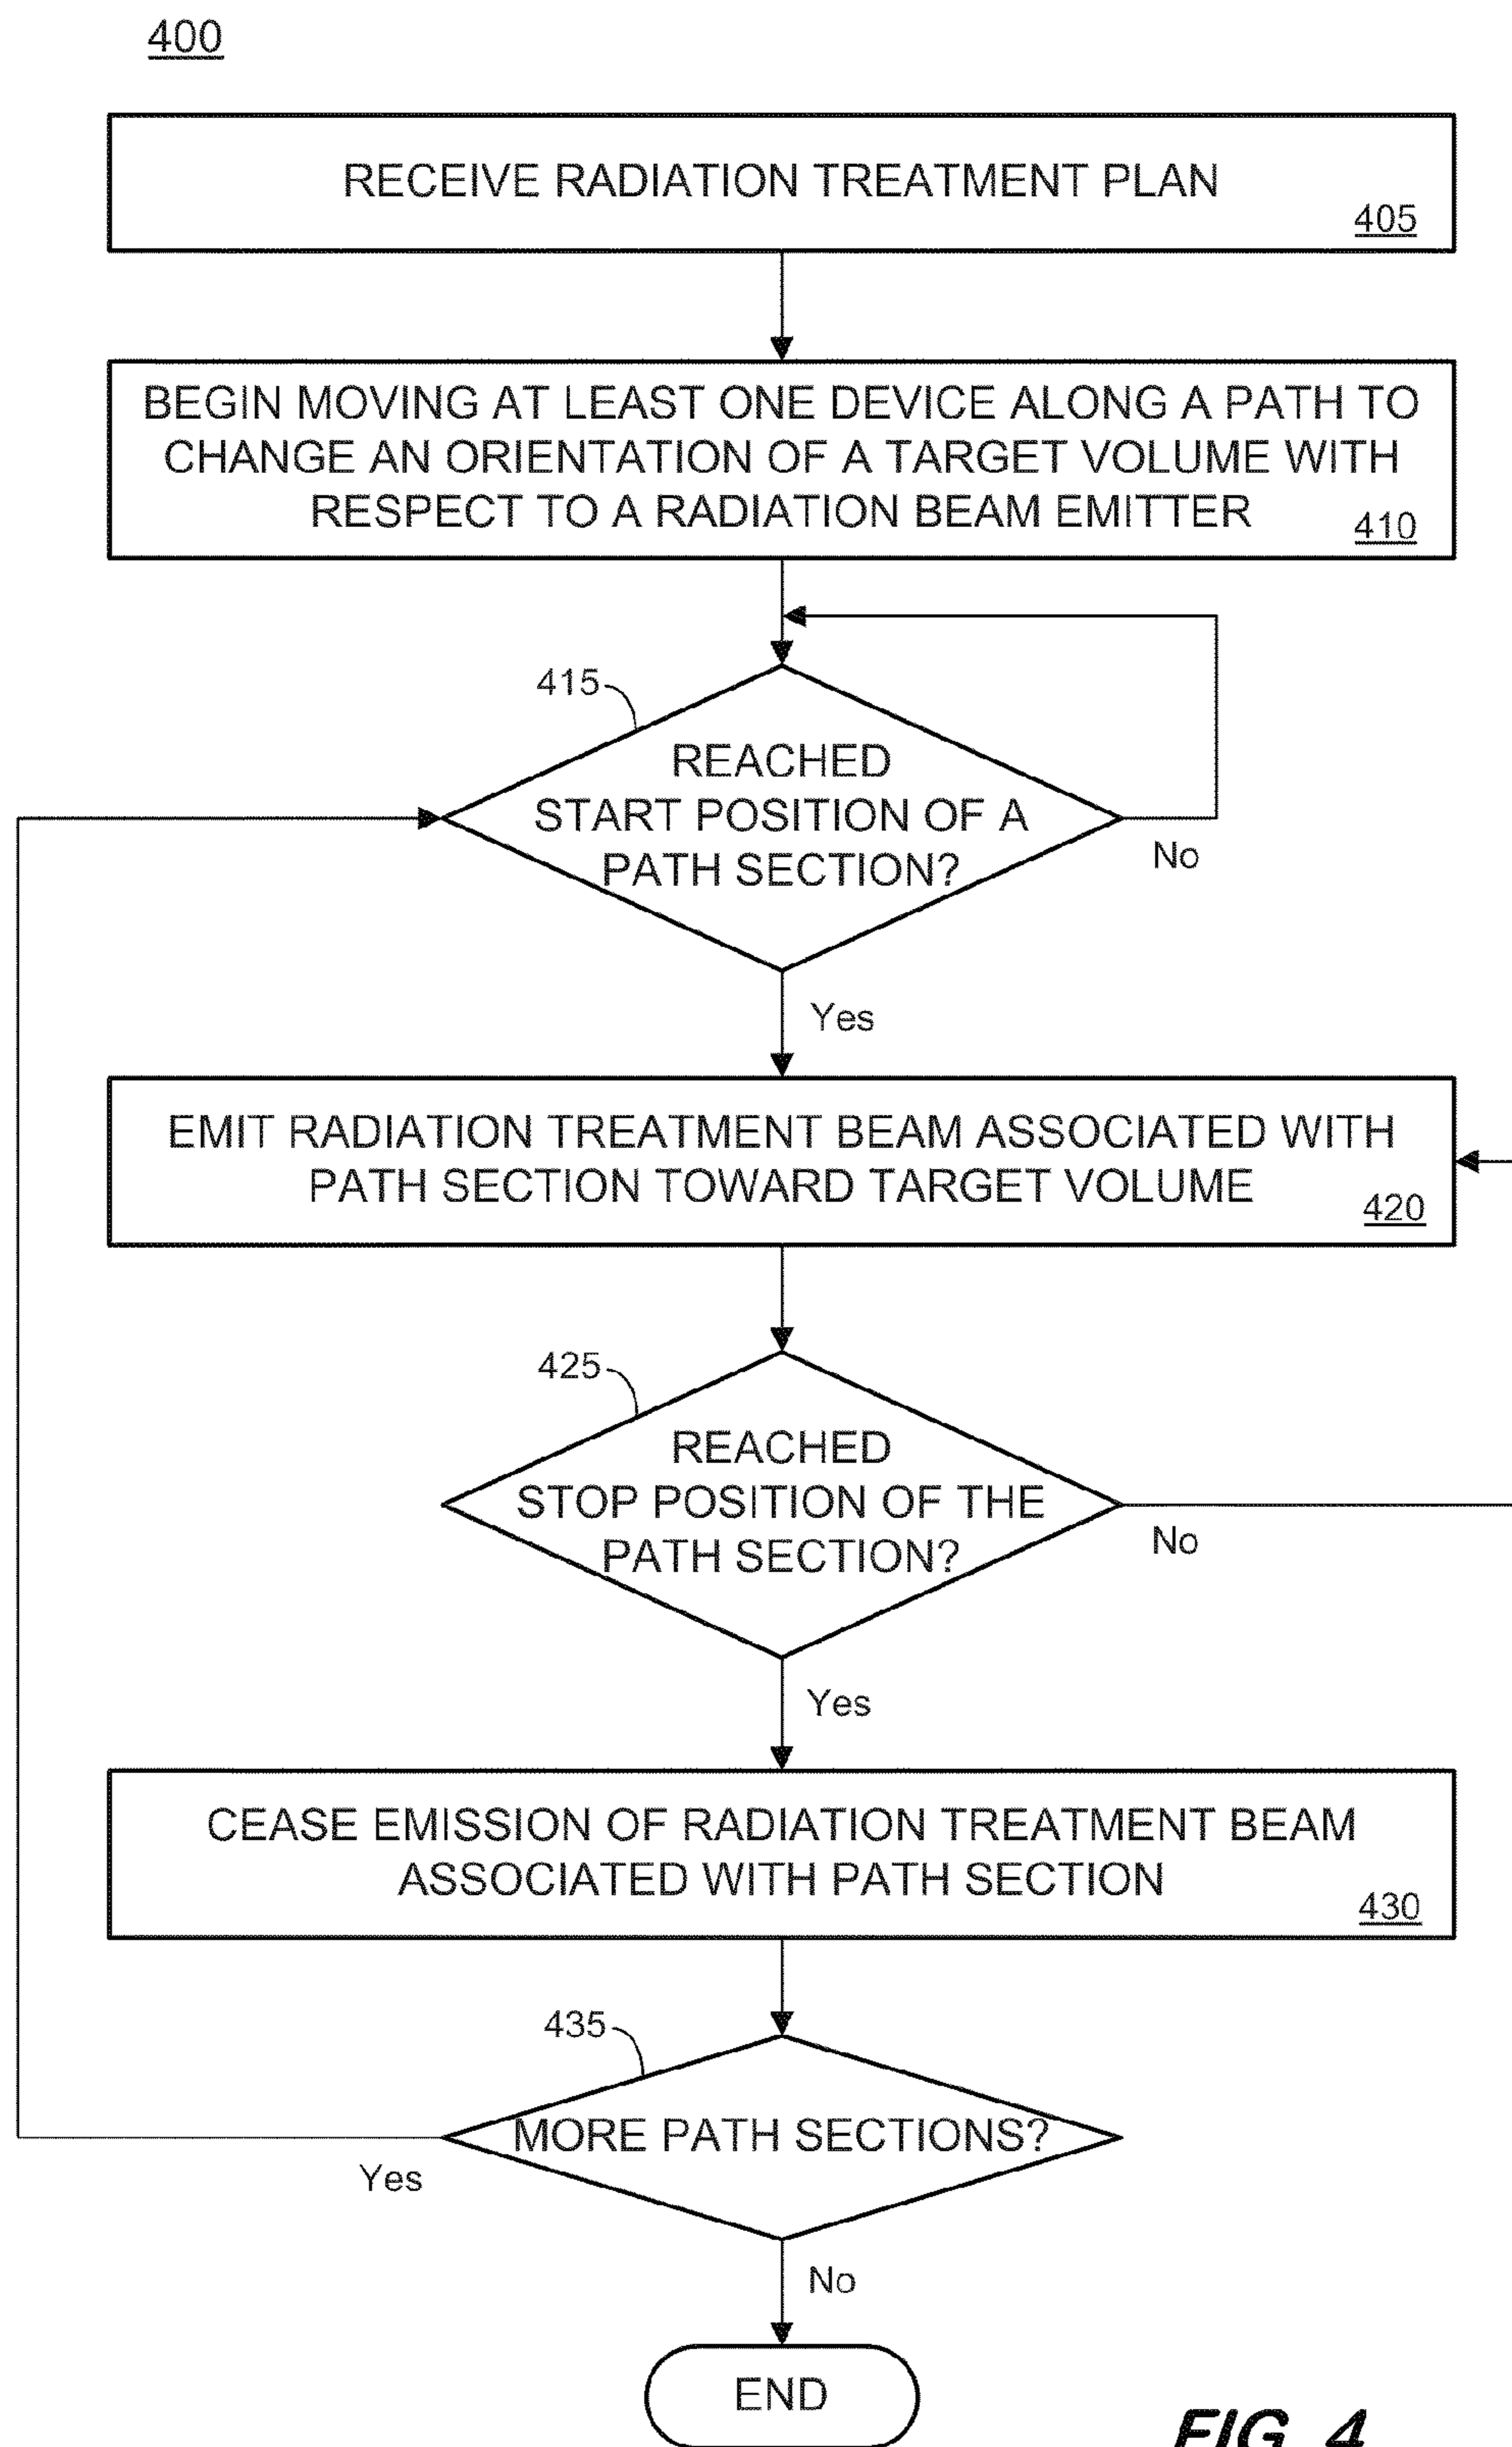 400
RECEIVE RADIATION TREATMENT PLAN
405
BEGIN MOVING AT LEAST ONE DEVICE ALONG A PATH TO
CHANGE AN ORIENTATION OF A TARGET VOLUME WITH
RESPECT TO A RADIATION BEAM EMITTER
410
415
REACHED
START POSITION OF A
PATH SECTION?
No
Yes
EMIT RADIATION TREATMENT BEAM ASSOCIATED WITH
PATH SECTION TOWARD TARGET VOLUME
420
425
REACHED
STOP POSITION OF THE
PATH SECTION?
No
Yes
CEASE EMISSION OF RADIATION TREATMENT BEAM
ASSOCIATED WITH PATH SECTION
430
435
MORE PATH SECTIONS?
Yes
No
END
FIG. 4